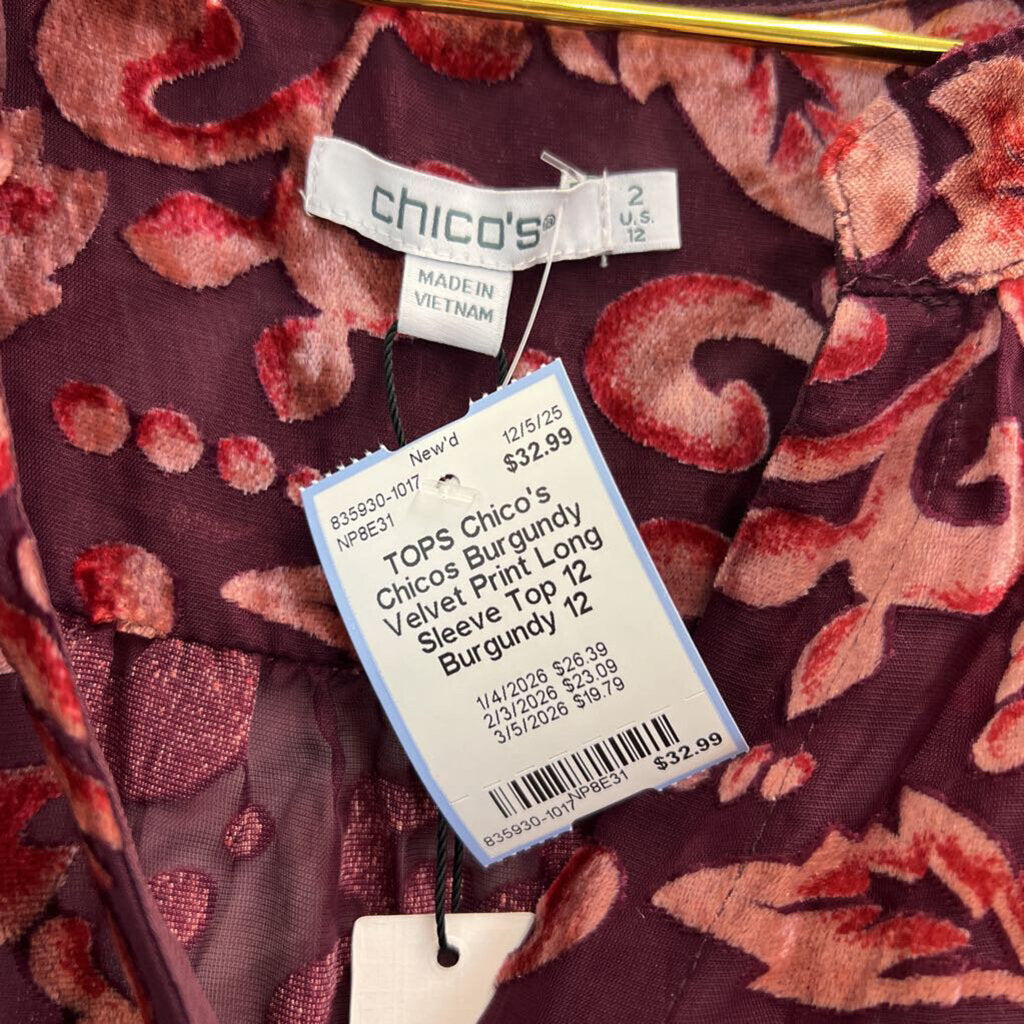 chico's®
2
U.S.
12
MADE IN
VIETNAM
New'd
12/5/25
$32.99
835930-1017
NP8E31
TOPS Chico's
Chicos Burgundy
Velvet Print Long
Sleeve Top 12
Burgundy 12
1/4/2026 $26.39
2/3/2026 $23.09
3/5/2026 $19.79
835930-1017
NP8E31
$32.99